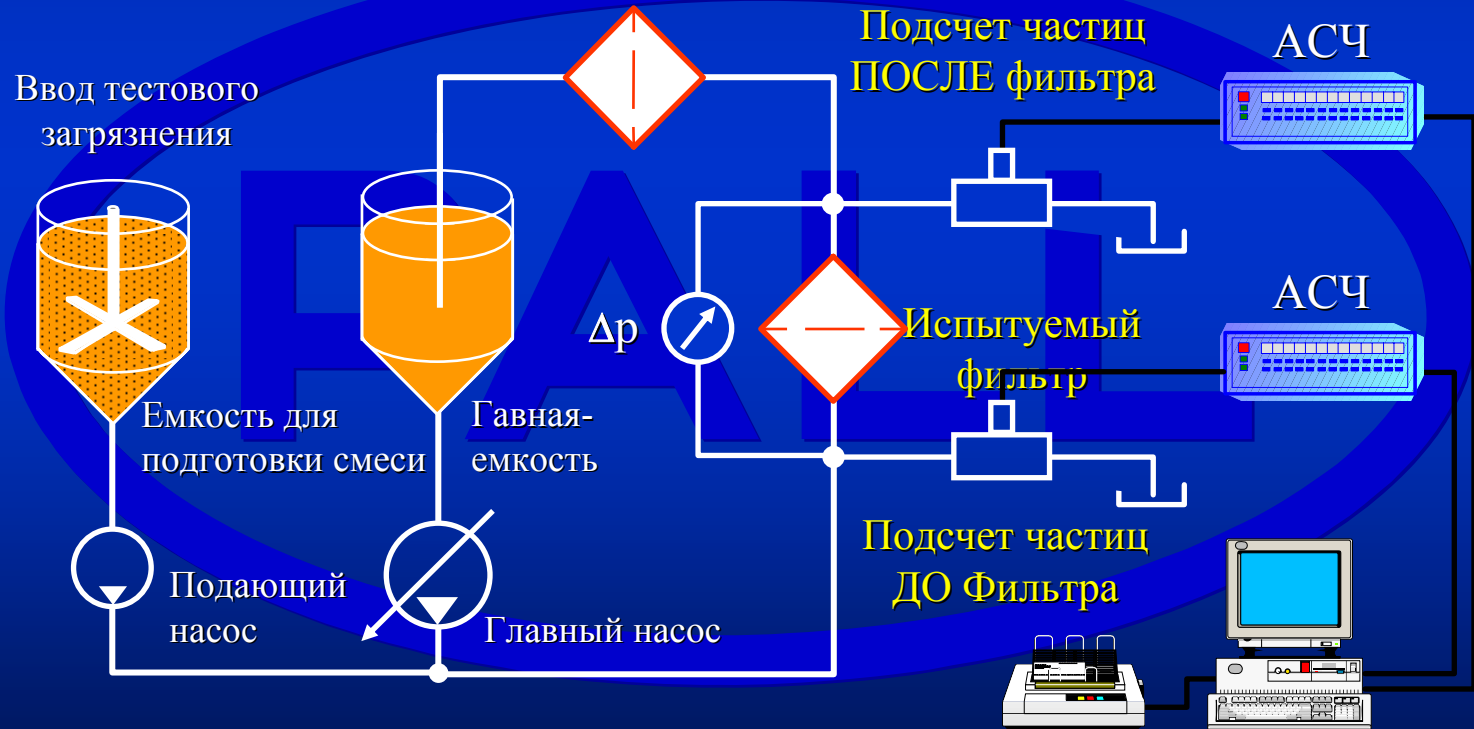 Подсчет частиц
ПОСЛЕ фильтра
АСЧ
Ввод тестового
загрязнения
PALL
АСЧ
Δp
Испытуемый
фильтр
Емкость для
подготовки смеси
Гавная-
емкость
Подсчет частиц
ДО Фильтра
Подающий
насос
Главный насос